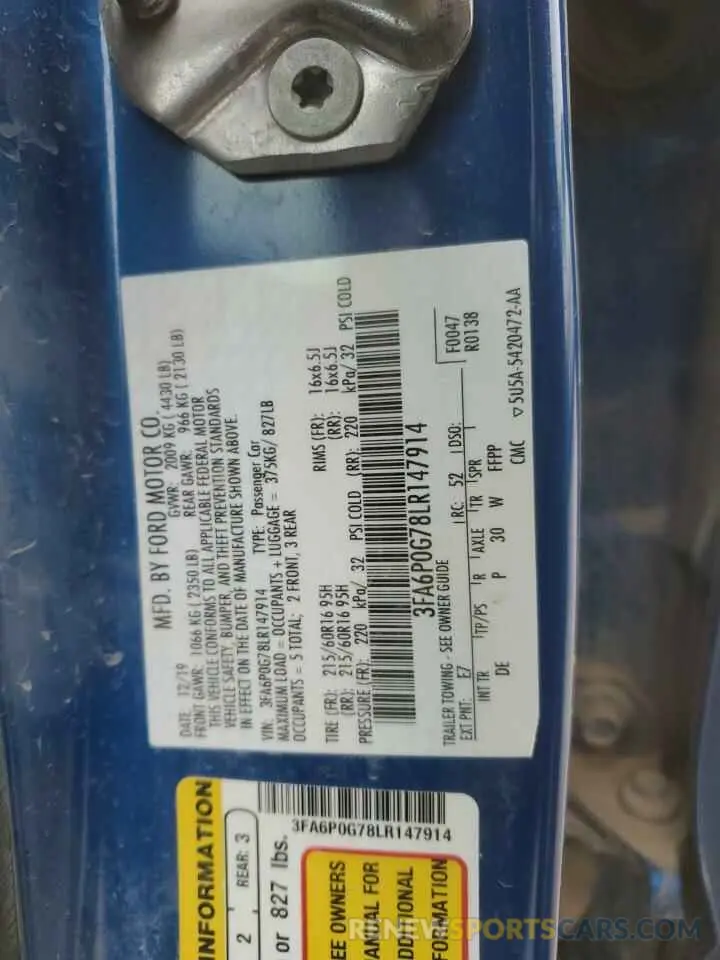 MFD. BY FORD MOTOR CO.
DATE: 12/19 GVWR: 2009 KG ( 4430 LB)
FRONT GAWR: 1066 KG ( 2350 LB) REAR GAWR: 966 KG ( 2130 LB)
THIS VEHICLE CONFORMS TO ALL APPLICABLE FEDERAL MOTOR
VEHICLE SAFETY, BUMPER, AND THEFT PREVENTION STANDARDS
IN EFFECT ON THE DATE OF MANUFACTURE SHOWN ABOVE.
VIN: 3FA6P0G78LR147914 TYPE: Passenger Car
MAXIMUM LOAD = OCCUPANTS + LUGGAGE = 375KG/ 827LB
OCCUPANTS = 5 TOTAL; 2 FRONT, 3 REAR
TIRE (FR): 215/60R16 95H RIMS (FR): 16x6.5J
(RR): 215/60R16 95H (RR): 16x6.5J
PRESSURE (FR): 220 kPa/ 32 PSI COLD (RR): 220 kPa/ 32 PSI COLD
3FA6P0G78LR147914
TRAILER TOWING - SEE OWNER GUIDE
F0047
R0138
EXT PNT: E7 RC: 52 DSO:
INT TR TP/PS R AXLE TR SPR
DE P 30 W FFPP
CMC ▽5U5A-5420472-AA
INFORMATION
2 REAR: 3
or 827 lbs.
3FA6P0G78LR147914
EE OWNERS
ANUAL FOR
DDITIONAL
FORMATION
© RENEWSPORTSCARS.COM